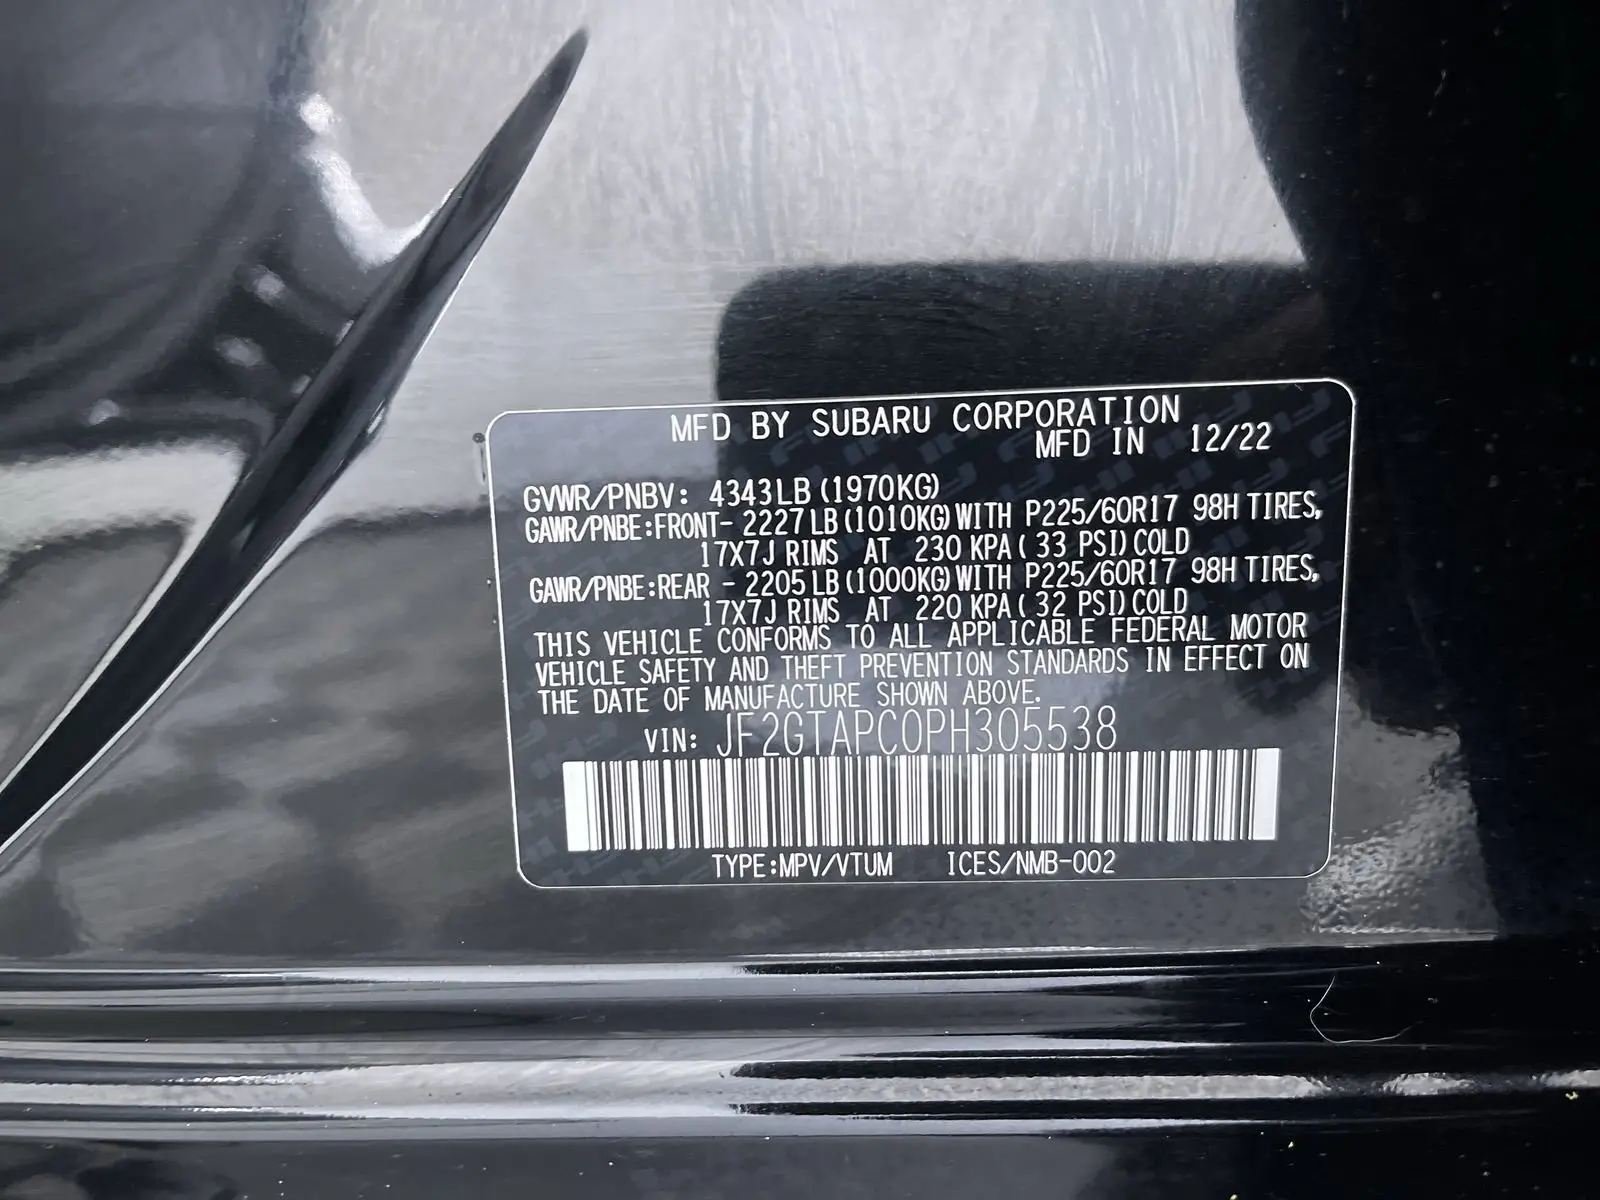 MFD BY SUBARU CORPORATION
MFD IN 12/22
GVWR/PNBV: 4343LB (1970KG)
GAWR/PNBE:FRONT- 2227LB (1010KG) WITH P225/60R17 98H TIRES,
17X7J RIMS AT 230 KPA ( 33 PSI) COLD
GAWR/PNBE:REAR - 2205LB (1000KG) WITH P225/60R17 98H TIRES,
17X7J RIMS AT 220 KPA ( 32 PSI) COLD
THIS VEHICLE CONFORMS TO ALL APPLICABLE FEDERAL MOTOR
VEHICLE SAFETY AND THEFT PREVENTION STANDARDS IN EFFECT ON
THE DATE OF MANUFACTURE SHOWN ABOVE.
VIN: JF2GTAPC0PH305538
TYPE:MPV/VTUM ICES/NMB-002